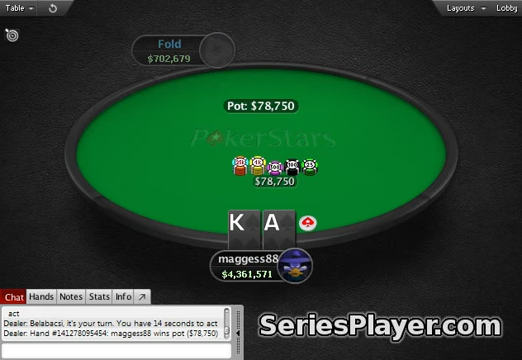 Table
Layouts
Lobby
Fold
$702,679
Pot: $78,750
PokerStars
$78,750
K A
maggess88
$4,361,571
Chat Hands Notes Stats Info
act
Dealer: Belabacsi, it's your turn. You have 14 seconds to act
Dealer: Hand #141278095454: maggess88 wins pot ($78,750)
SeriesPlayer.com